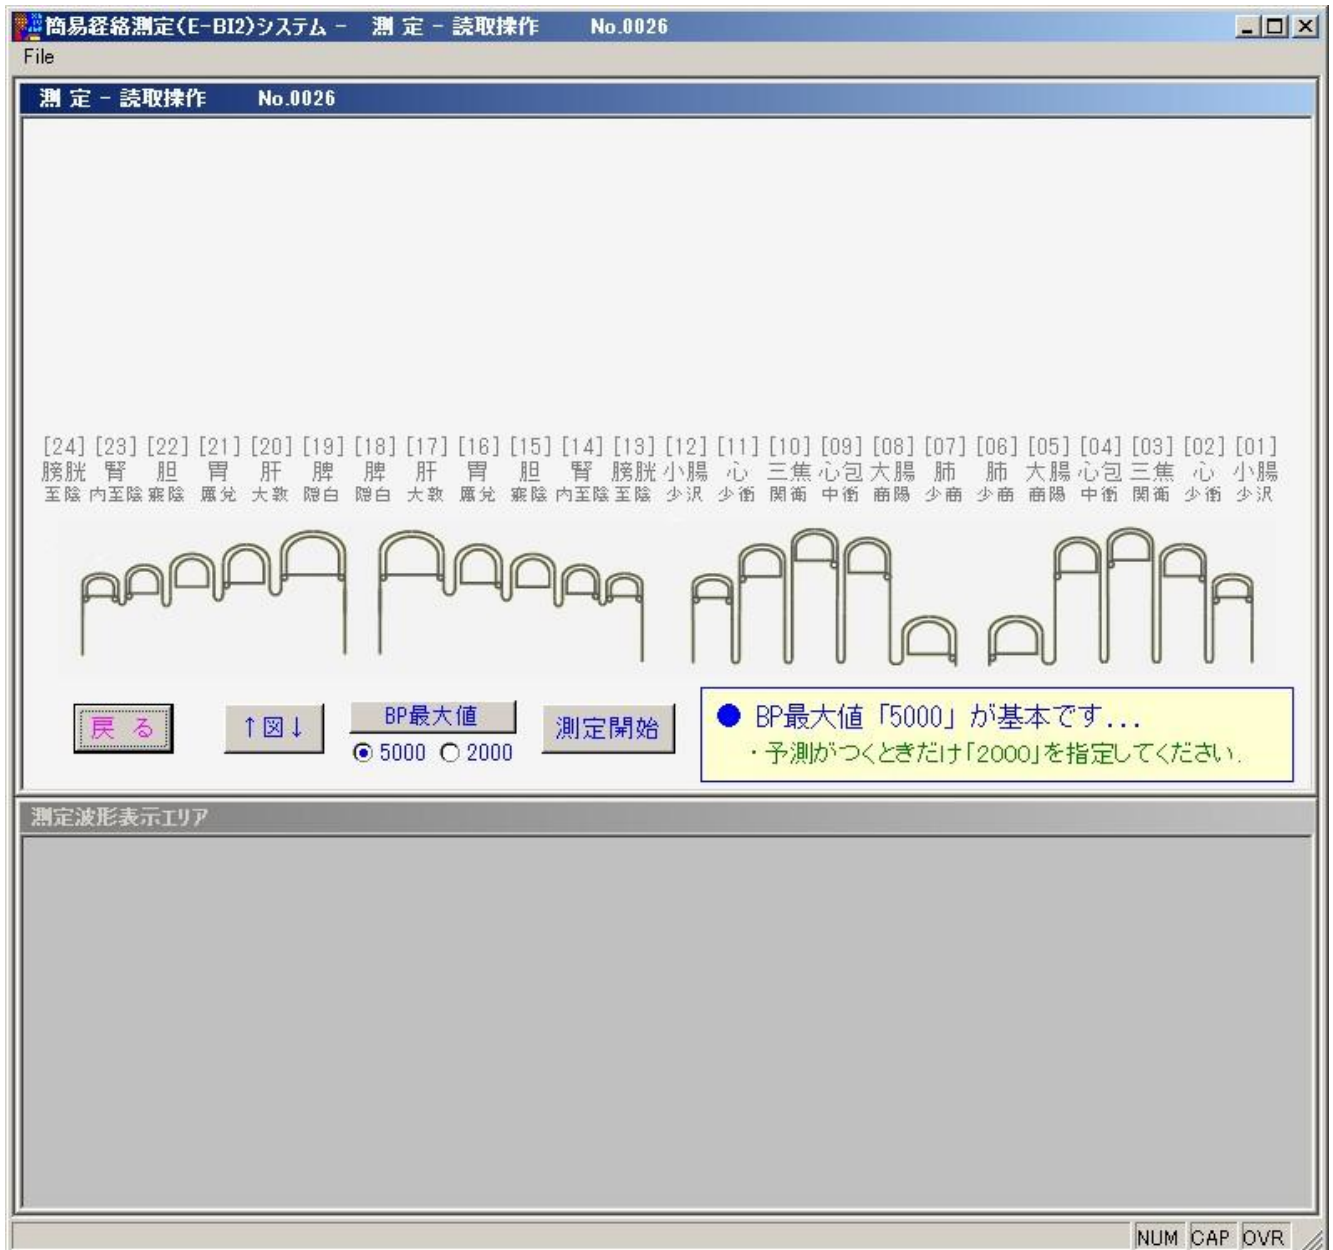 簡易経絡測定(E-BI2)システム - 測 定 - 読取操作 No.0026
File
測 定 - 読取操作 No.0026
[24] [23] [22] [21] [20] [19] [18] [17] [16] [15] [14] [13] [12] [11] [10] [09] [08] [07] [06] [05] [04] [03] [02] [01]
膀胱 腎 胆 胃 肝 脾 脾 肝 胃 胆 腎 膀胱 小腸 心 三焦 心包 大腸 肺 肺 大腸 心包 三焦 心 小腸
至陰 内至陰 竅陰 厲兌 大敦 隠白 隠白 大敦 厲兌 竅陰 内至陰 至陰 少沢 少衝 関衝 中衝 商陽 少商 少商 商陽 中衝 関衝 少衝 少沢
戻 る
↑図↓
BP最大値
5000 2000
測定開始
● BP最大値「5000」が基本です...
・予測がつくときだけ「2000」を指定してください.
測定波形表示エリア
NUM CAP OVR